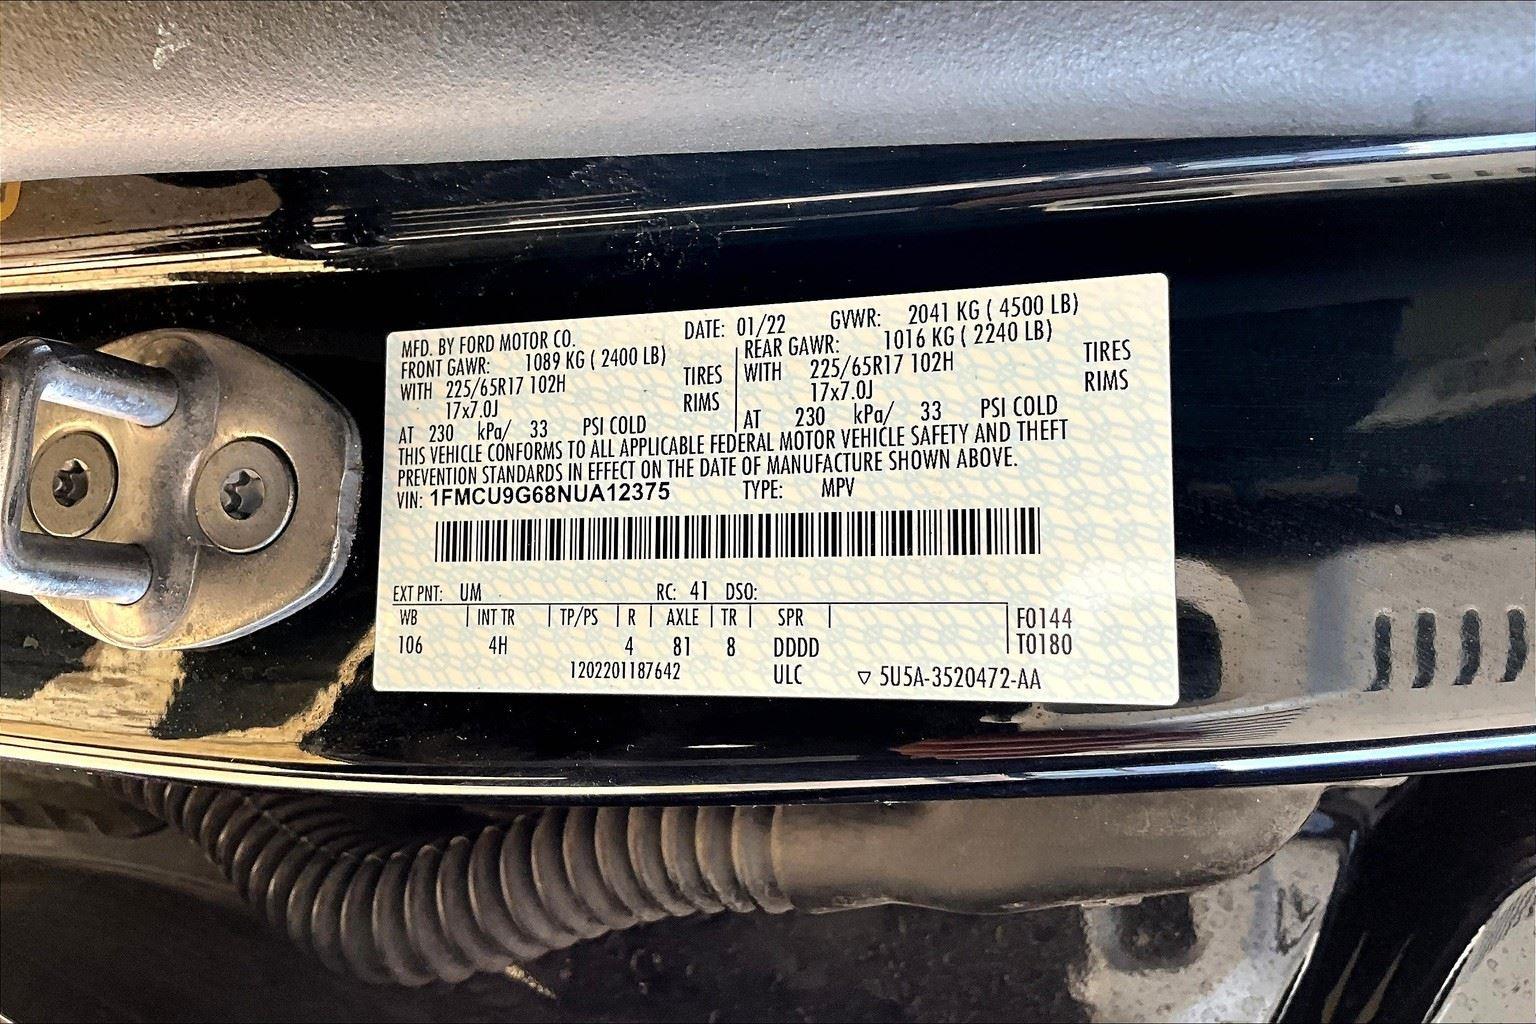 MFD. BY FORD MOTOR CO. DATE: 01/22 GVWR: 2041 KG ( 4500 LB)
FRONT GAWR: 1089 KG ( 2400 LB) REAR GAWR: 1016 KG ( 2240 LB)
WITH 225/65R17 102H TIRES WITH 225/65R17 102H TIRES
17x7.0J RIMS 17x7.0J RIMS
AT 230 kPa/ 33 PSI COLD AT 230 kPa/ 33 PSI COLD
THIS VEHICLE CONFORMS TO ALL APPLICABLE FEDERAL MOTOR VEHICLE SAFETY AND THEFT
PREVENTION STANDARDS IN EFFECT ON THE DATE OF MANUFACTURE SHOWN ABOVE.
VIN: 1FMCU9G68NUA12375 TYPE: MPV
EXT PNT: UM RC: 41 DSO:
WB | INT TR | TP/PS | R | AXLE | TR | SPR | F0144
106 4H 4 81 8 DDDD T0180
1202201187642 ULC ▽ 5U5A-3520472-AA